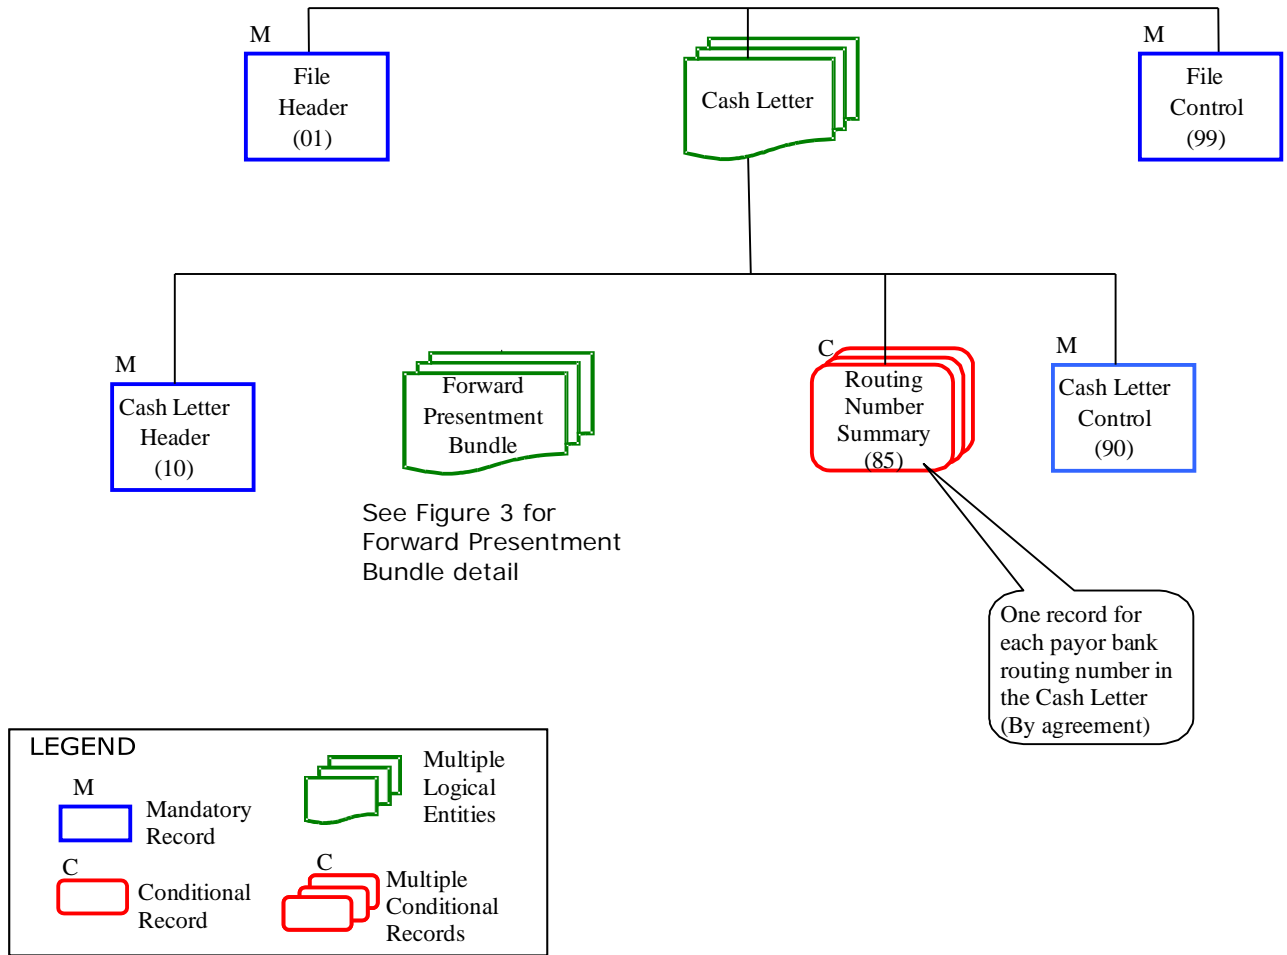 M
File
Header
(01)
Cash Letter
M
File
Control
(99)
M
Cash Letter
Header
(10)
Forward
Presentment
Bundle
See Figure 3 for
Forward Presentment
Bundle detail
C
Routing
Number
Summary
(85)
M
Cash Letter
Control
(90)
One record for
each payor bank
routing number in
the Cash Letter
(By agreement)
LEGEND
M
Mandatory
Record
Multiple
Logical
Entities
C
Conditional
Record
C
Multiple
Conditional
Records